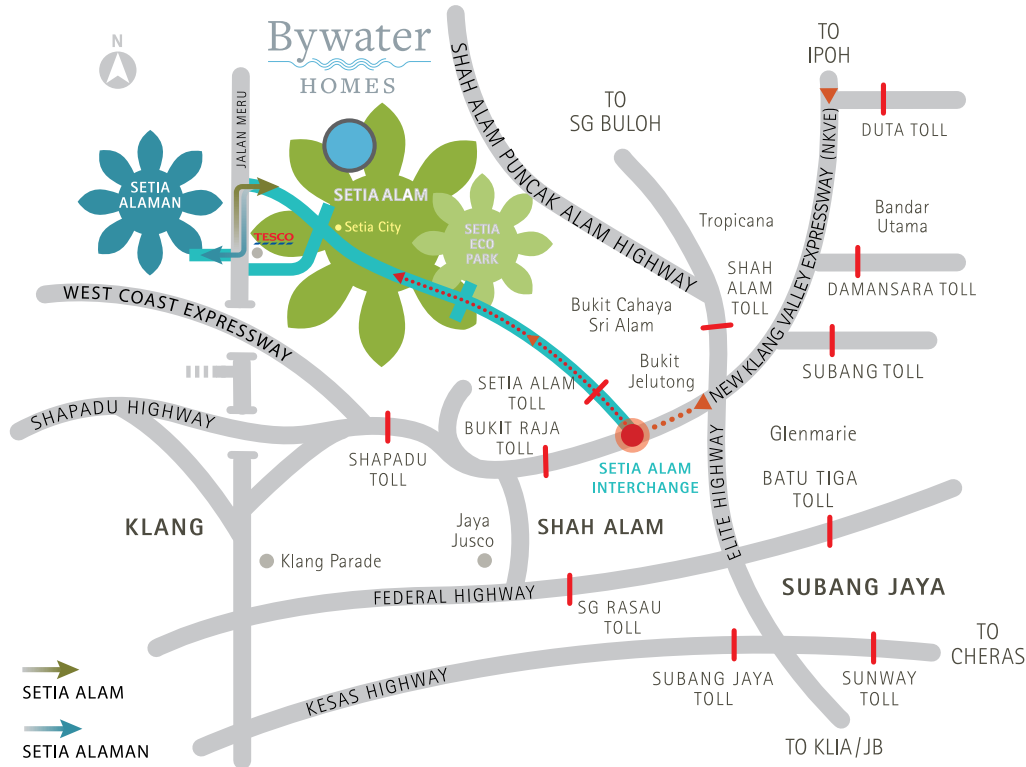 N
Bywater
HOMES
TO
IPOH
TO
SG BULOH
SHAH ALAM PUNCAK ALAM HIGHWAY
JALAN MERU
DUTA TOLL
SETIA
ALAMAN
SETIA ALAM
Setia City
TESCO
SETIA
ECO
PARK
Tropicana
Bandar
Utama
NEW KLANG VALLEY EXPRESSWAY (NKVE)
SHAH
ALAM
TOLL
DAMANSARA TOLL
WEST COAST EXPRESSWAY
Bukit Cahaya
Sri Alam
Bukit
Jelutong
SUBANG TOLL
SETIA ALAM
TOLL
SHAPADU HIGHWAY
BUKIT RAJA
TOLL
SHAPADU
TOLL
SETIA ALAM
INTERCHANGE
Glenmarie
BATU TIGA
TOLL
ELITE HIGHWAY
KLANG
Jaya
Jusco
SHAH ALAM
Klang Parade
FEDERAL HIGHWAY
SG RASAU
TOLL
SUBANG JAYA
TO
CHERAS
KESAS HIGHWAY
SUBANG JAYA
TOLL
SUNWAY
TOLL
SETIA ALAM
SETIA ALAMAN
TO KLIA/JB